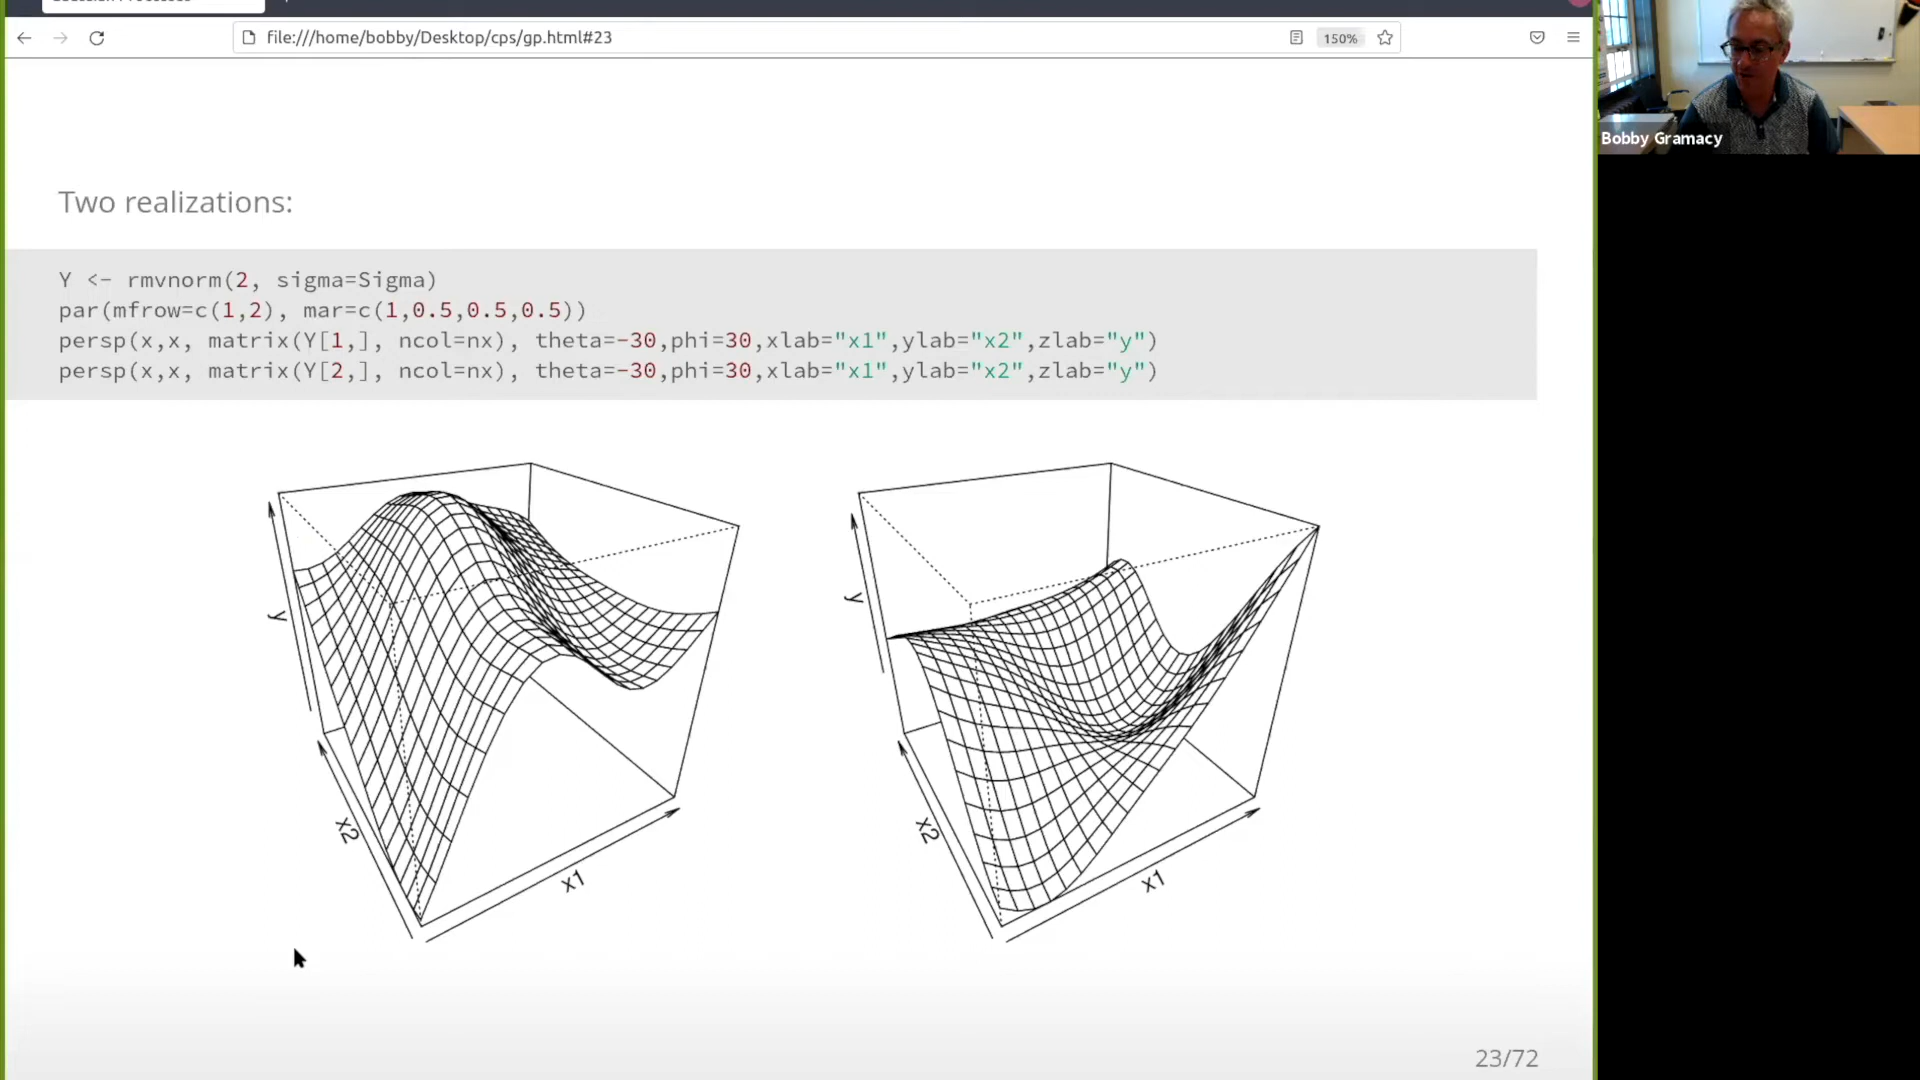 Gaussian Processes
file:///home/bobby/Desktop/cps/gp.html#23
150%
Bobby Gramacy
Two realizations:
Y <- rmvnorm(2, sigma=Sigma)
par(mfrow=c(1,2), mar=c(1,0.5,0.5,0.5))
persp(x,x, matrix(Y[1,], ncol=nx), theta=-30,phi=30,xlab="x1",ylab="x2",zlab="y")
persp(x,x, matrix(Y[2,], ncol=nx), theta=-30,phi=30,xlab="x1",ylab="x2",zlab="y")
y
x2
x1
y
x2
x1
23/72